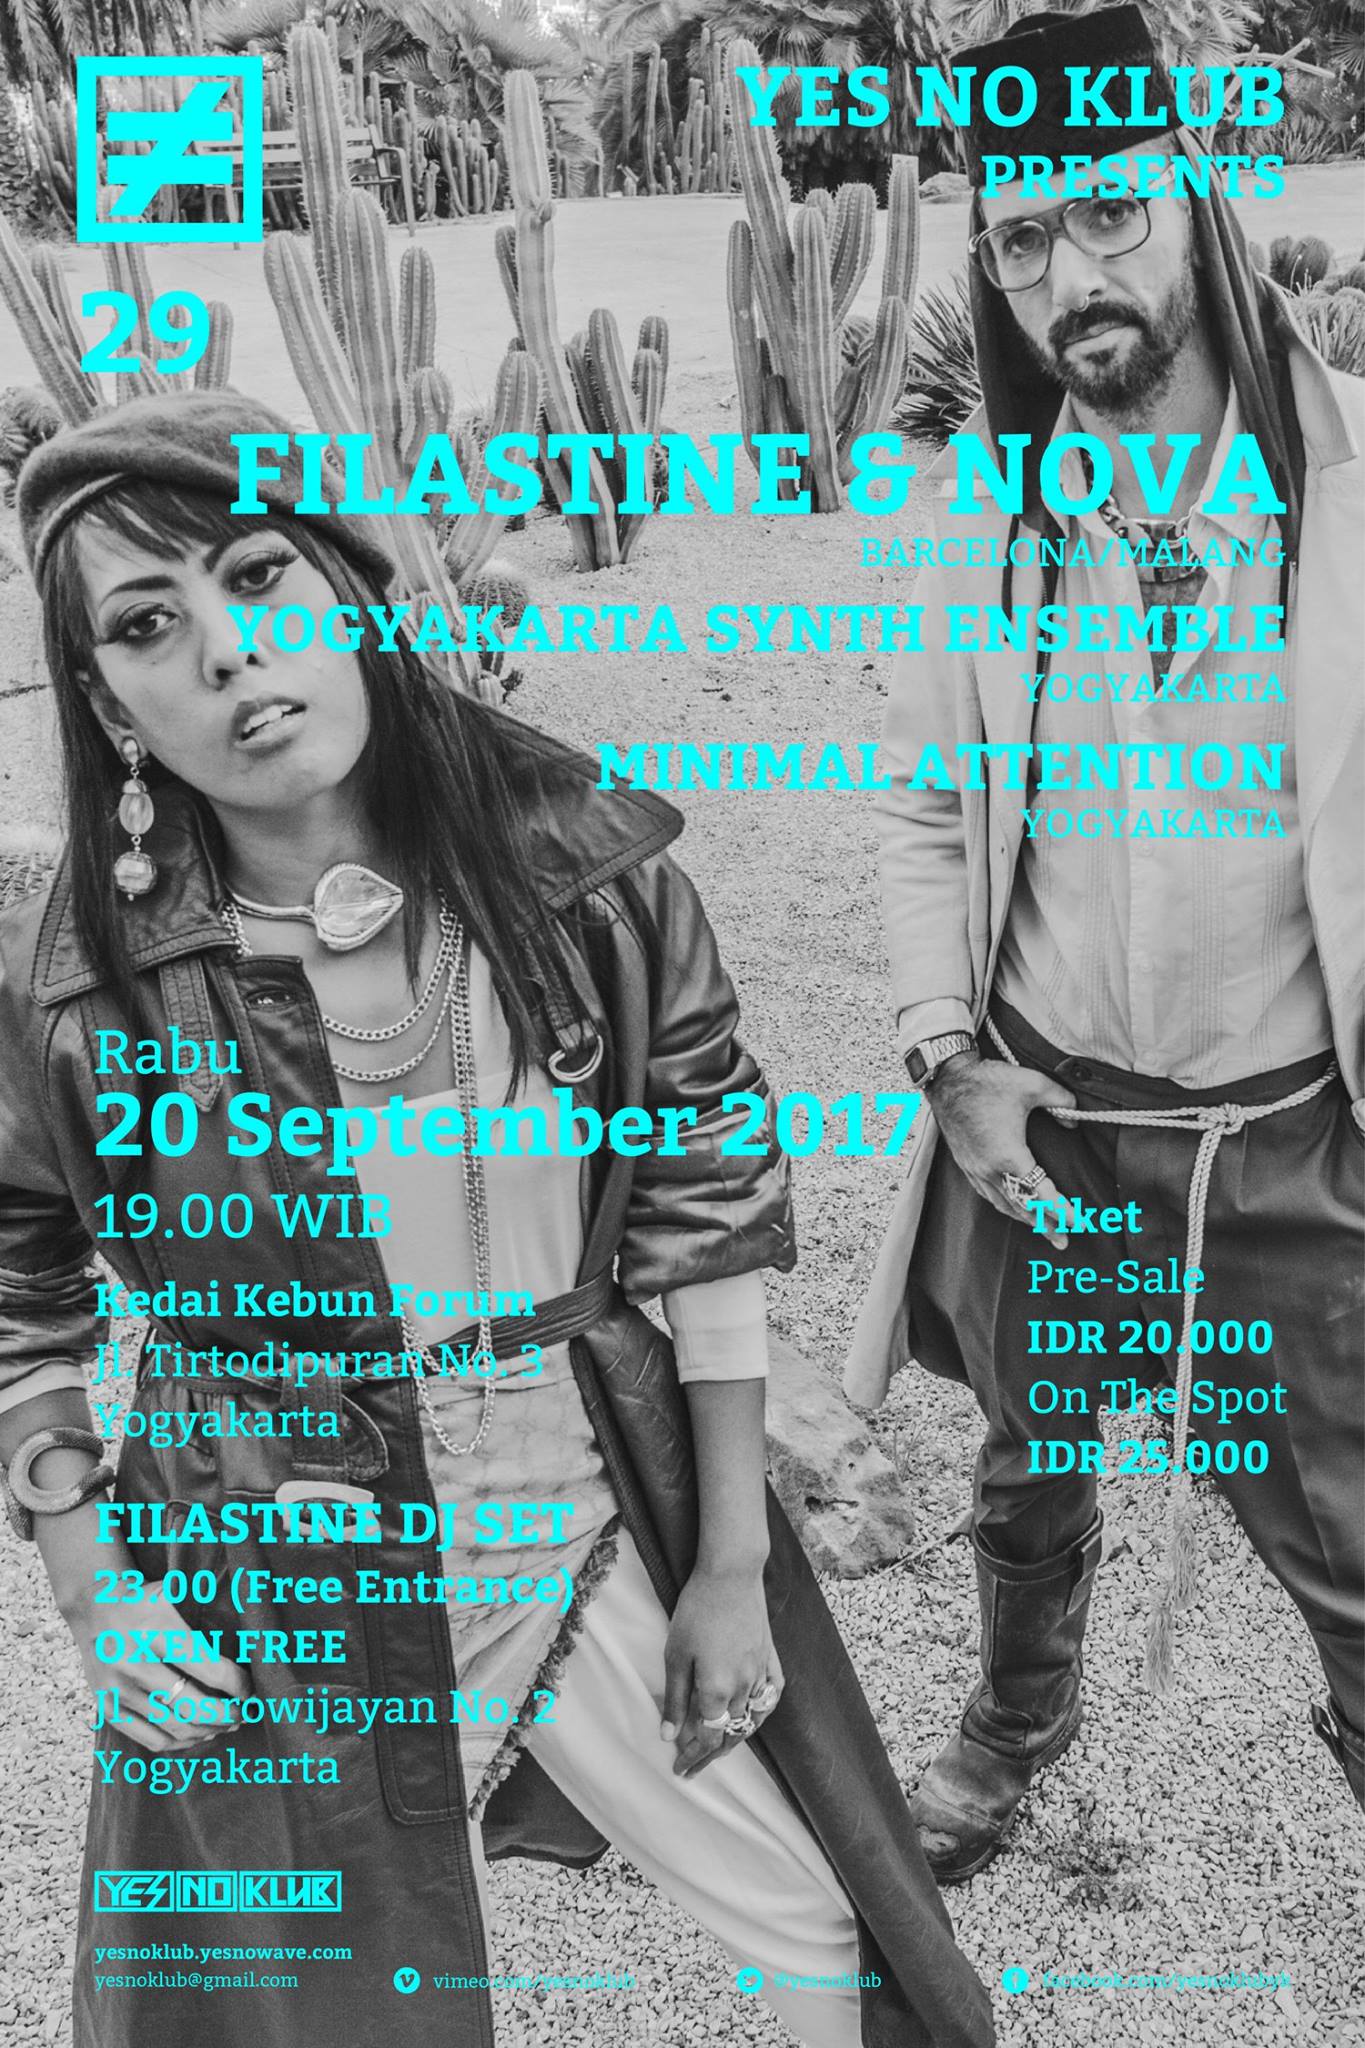 ≠
YES NO KLUB
PRESENTS
29
FILASTINE & NOVA
BARCELONA/MALANG
YOGYAKARTA SYNTH ENSEMBLE
YOGYAKARTA
MINIMAL ATTENTION
YOGYAKARTA
Rabu
20 September 2017
19.00 WIB
Kedai Kebun Forum
Jl. Tirtodipuran No. 3
Yogyakarta
Tiket
Pre-Sale
IDR 20.000
On The Spot
IDR 25.000
FILASTINE DJ SET
23.00 (Free Entrance)
OXEN FREE
Jl. Sosrowijayan No. 2
Yogyakarta
YES NO KLUB
yesnoklub.yesnowave.com
yesnoklub@gmail.com
vimeo.com/yesnoklub
@yesnoklub
facebook.com/yesnoklubyk